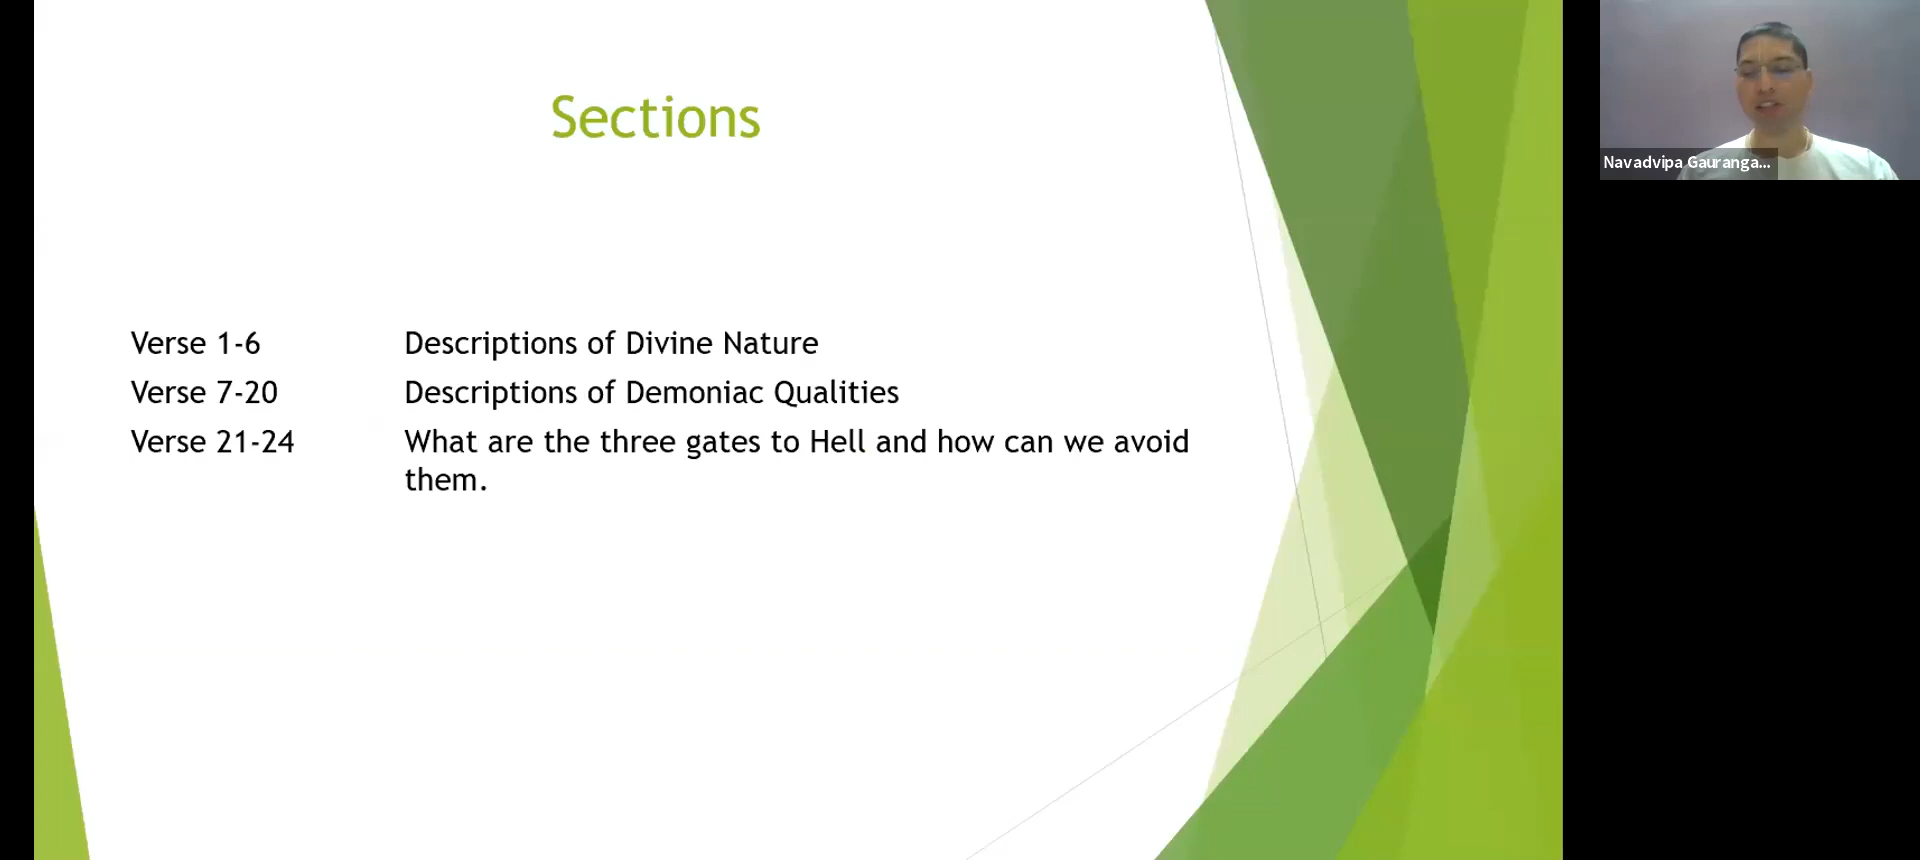 Sections
Verse 1-6 Descriptions of Divine Nature
Verse 7-20 Descriptions of Demoniac Qualities
Verse 21-24 What are the three gates to Hell and how can we avoid
them.
Navadvipa Gauranga...